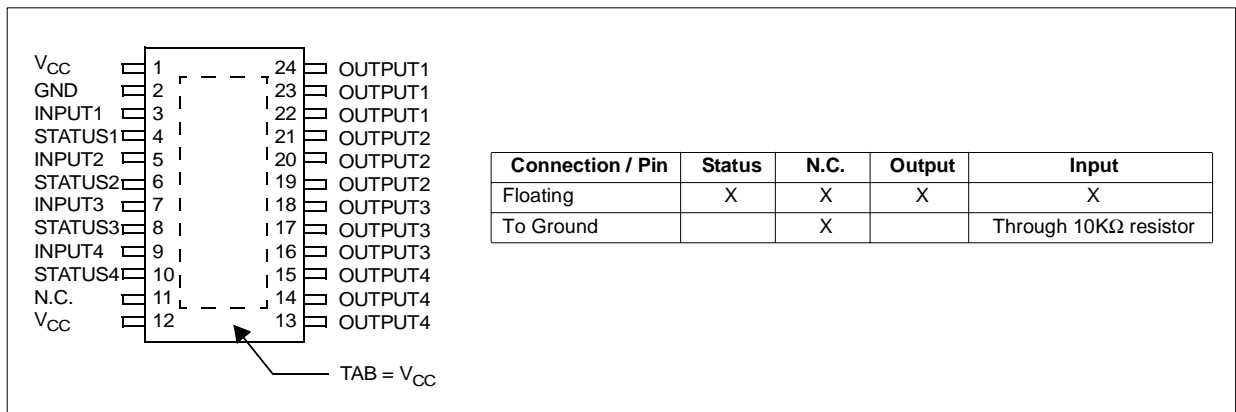 VCC 1 24 OUTPUT1
GND 2 23 OUTPUT1
INPUT1 3 22 OUTPUT1
STATUS1 4 21 OUTPUT2
INPUT2 5 20 OUTPUT2
STATUS2 6 19 OUTPUT2
INPUT3 7 18 OUTPUT3
STATUS3 8 17 OUTPUT3
INPUT4 9 16 OUTPUT3
STATUS4 10 15 OUTPUT4
N.C. 11 14 OUTPUT4
VCC 12 13 OUTPUT4
TAB = VCC
Connection / Pin Status N.C. Output Input
Floating X X X X
To Ground X Through 10KΩ resistor